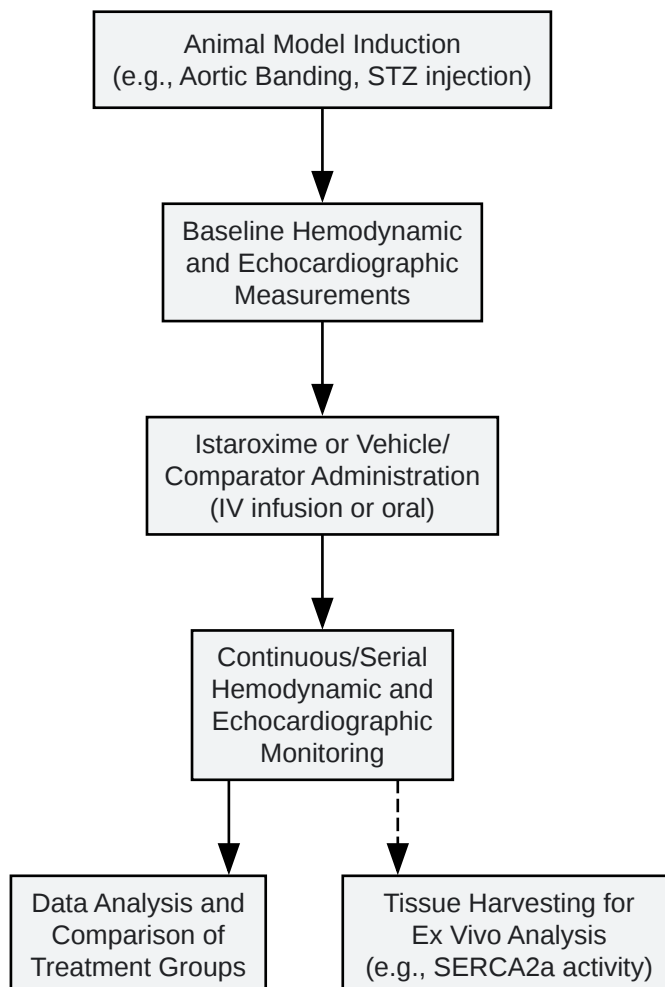 Animal Model Induction
(e.g., Aortic Banding, STZ injection)
Baseline Hemodynamic
and Echocardiographic
Measurements
Istaroxime or Vehicle/
Comparator Administration
(IV infusion or oral)
Continuous/Serial
Hemodynamic and
Echocardiographic
Monitoring
Data Analysis and
Comparison of
Treatment Groups
Tissue Harvesting for
Ex Vivo Analysis
(e.g., SERCA2a activity)